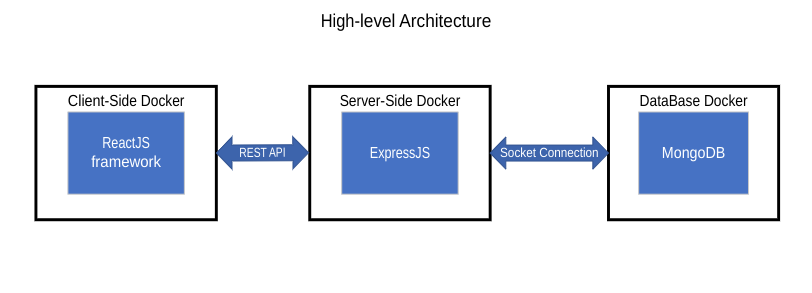 High-level Architecture
Client-Side Docker
Server-Side Docker
DataBase Docker
ReactJS
framework
REST API
ExpressJS
Socket Connection
MongoDB